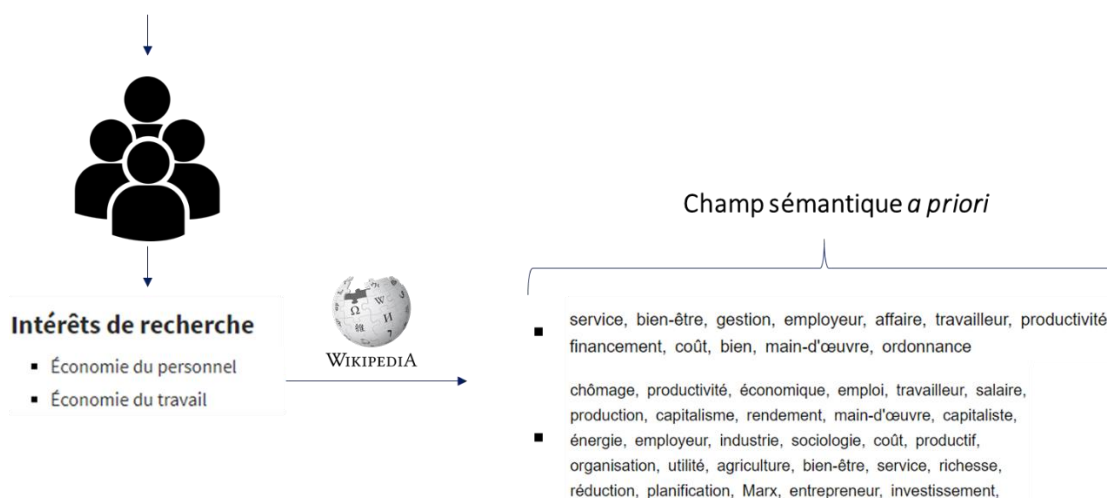 Champ sémantique a priori
Intérêts de recherche
▪ Économie du personnel
▪ Économie du travail
WIKIPEDIA
▪ service, bien-être, gestion, employeur, affaire, travailleur, productivité
financement, coût, bien, main-d'œuvre, ordonnance
chômage, productivité, économique, emploi, travailleur, salaire,
production, capitalisme, rendement, main-d'œuvre, capitaliste,
▪ énergie, employeur, industrie, sociologie, coût, productif,
organisation, utilité, agriculture, bien-être, service, richesse,
réduction, planification, Marx, entrepreneur, investissement,